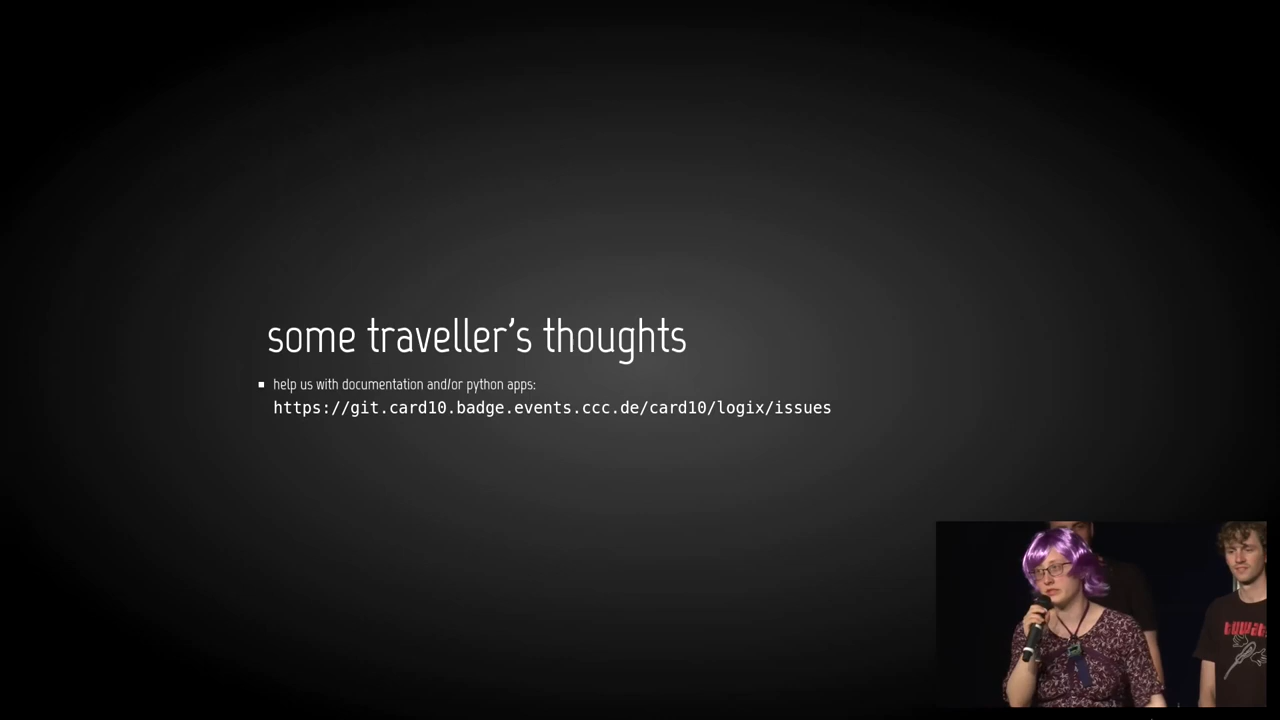 some traveller's thoughts
help us with documentation and/or python apps:
https://git.card10.badge.events.ccc.de/card10/logix/issues